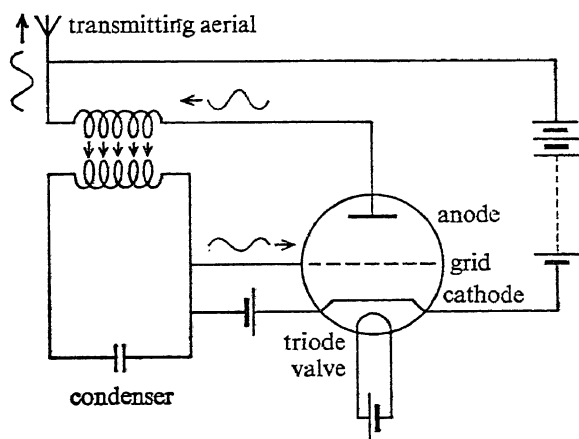 transmitting aerial
anode
grid
cathode
triode
valve
condenser